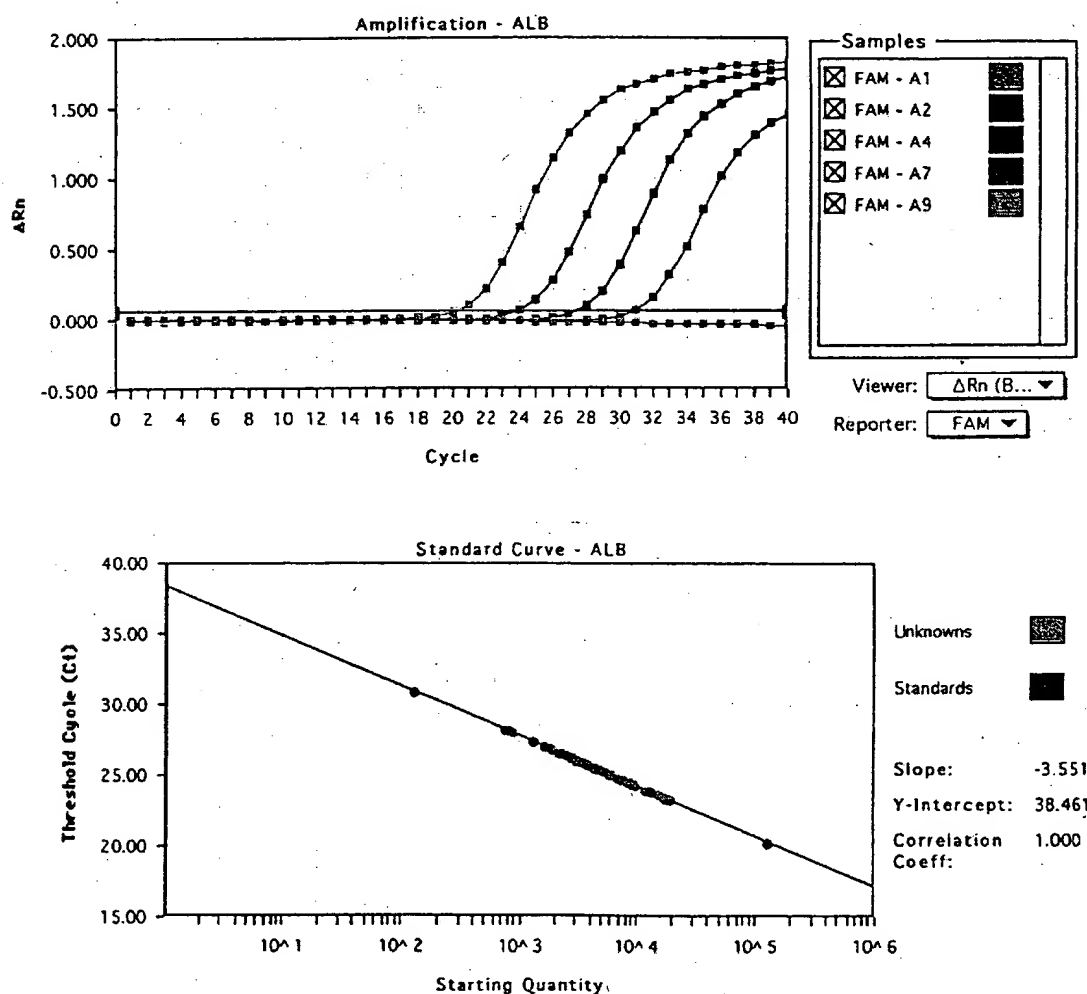 Amplification - ALB
2.000
1.500
1.000
0.500
0.000
-0.500
ΔRn
0 2 4 6 8 10 12 14 16 18 20 22 24 26 28 30 32 34 36 38 40
Cycle
Samples
FAM - A1
FAM - A2
FAM - A4
FAM - A7
FAM - A9
Viewer: ΔRn (B...
Reporter: FAM
Standard Curve - ALB
40.00
35.00
30.00
25.00
20.00
15.00
Threshold Cycle (Ct)
10^1 10^2 10^3 10^4 10^5 10^6
Starting Quantity
Unknowns
Standards
Slope: -3.551
Y-Intercept: 38.461
Correlation 1.000
Coeff: